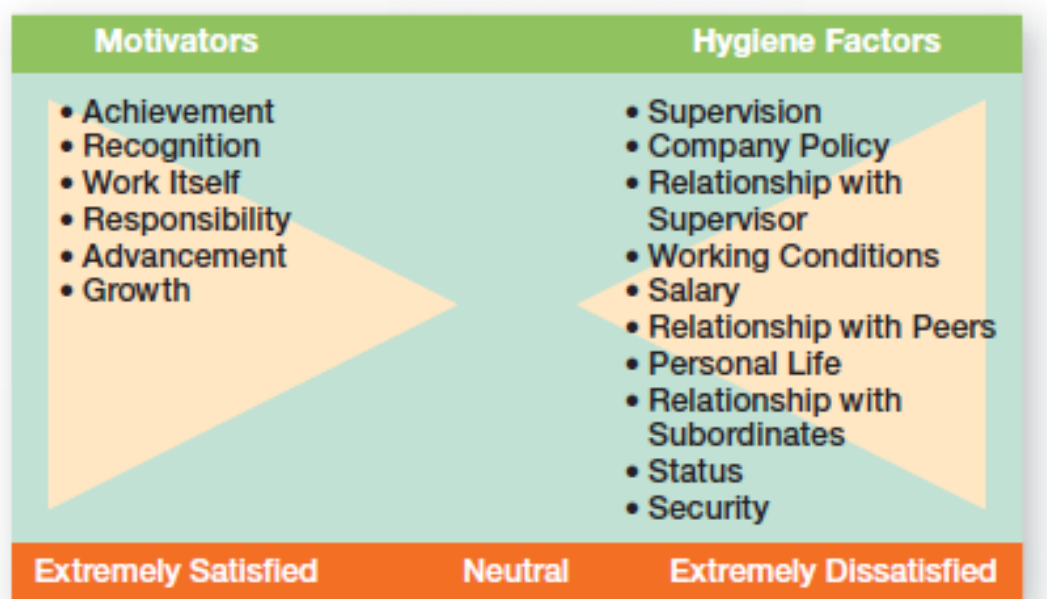 Motivators
Hygiene Factors
• Achievement
• Recognition
• Work Itself
• Responsibility
• Advancement
• Growth
• Supervision
• Company Policy
• Relationship with
Supervisor
• Working Conditions
• Salary
• Relationship with Peers
• Personal Life
• Relationship with
Subordinates
• Status
• Security
Extremely Satisfied
Neutral
Extremely Dissatisfied